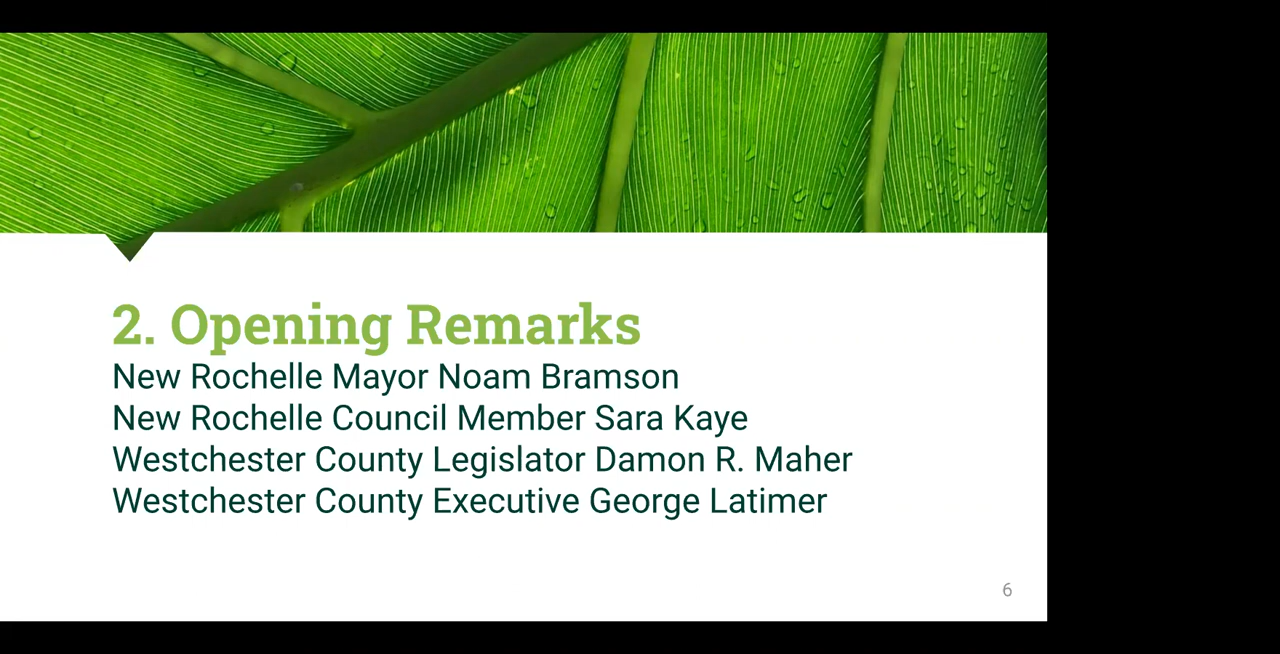 2. Opening Remarks
New Rochelle Mayor Noam Bramson
New Rochelle Council Member Sara Kaye
Westchester County Legislator Damon R. Maher
Westchester County Executive George Latimer
6